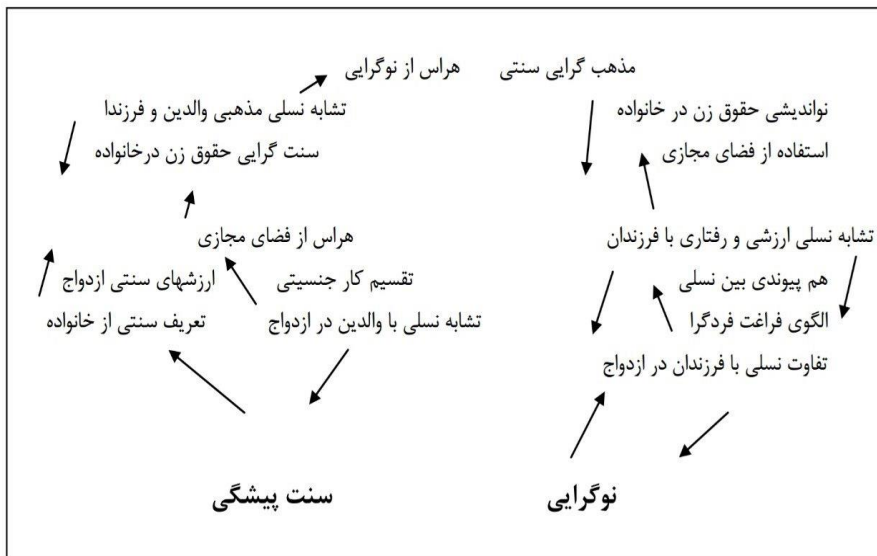 مذهب گرایی سنتی هراس از نوگرایی
نواندیشی حقوق زن در خانواده تشابه نسلی مذهبی والدین و فرزندا
استفاده از فضای مجازی سنت گرایی حقوق زن درخانواده
تشابه نسلی ارزشی و رفتاری با فرزندان هراس از فضای مجازی
هم پیوندی بین نسلی تقسیم کار جنسیتی ارزشهای سنتی ازدواج
الگوی فراغت فردگرا تشابه نسلی با والدین در ازدواج تعریف سنتی از خانواده
تفاوت نسلی با فرزندان در ازدواج
نوگرایی سنت پیشگی